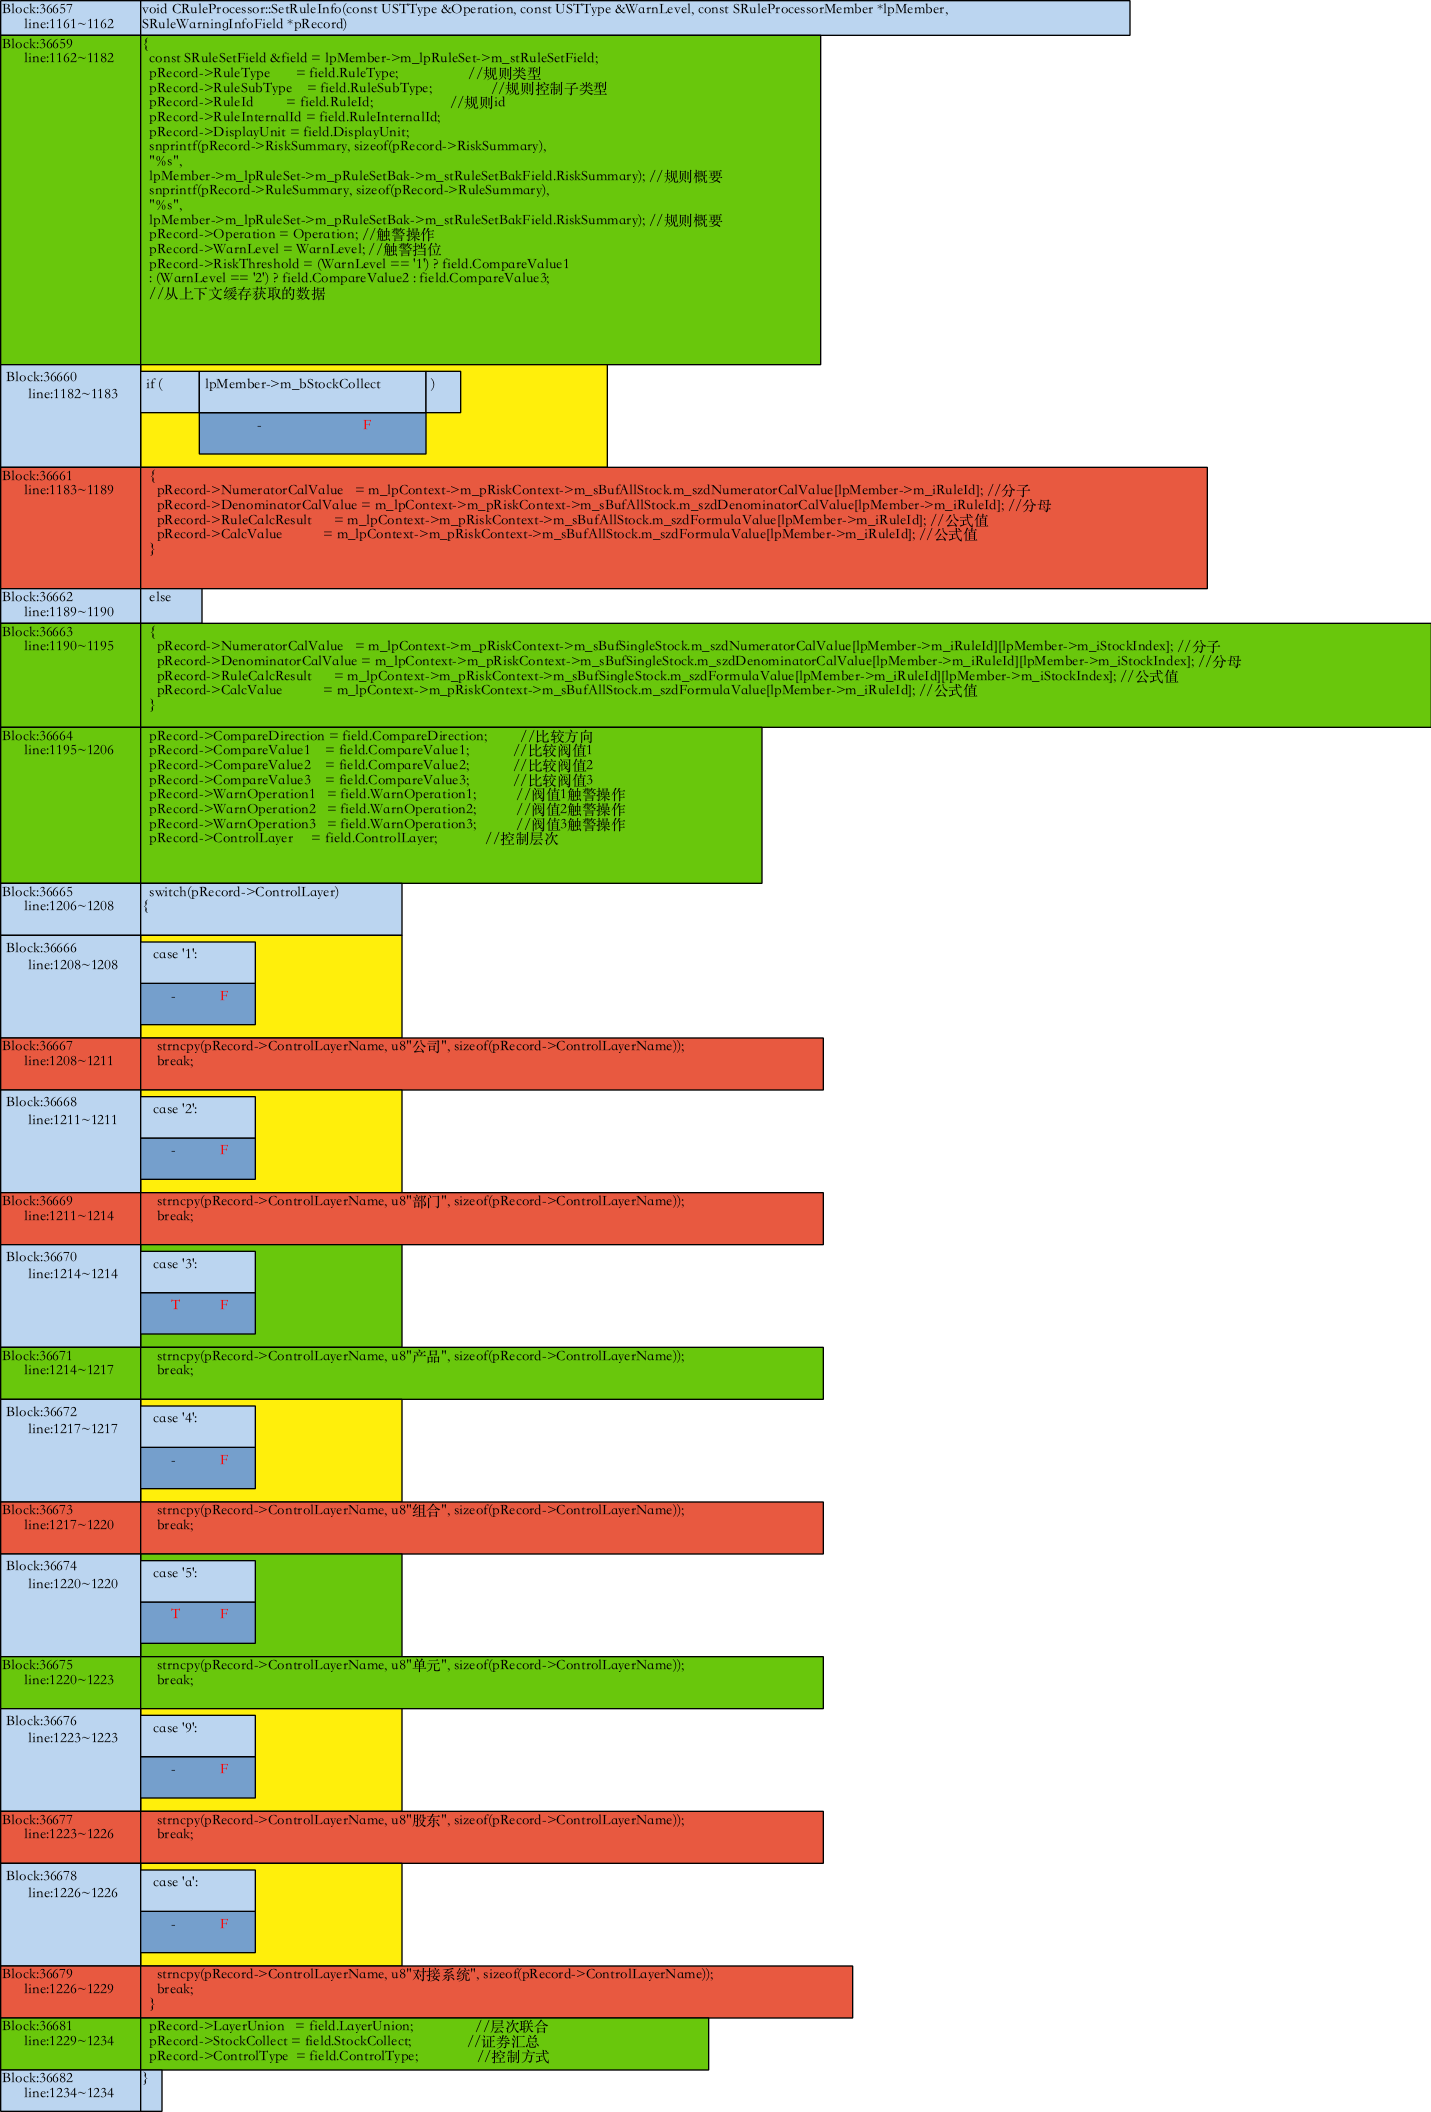 Block:36657
line:1161~1162
void CRuleProcessor::SetRuleInfo(const USTType &Operation, const USTType &WarnLevel, const SRuleProcessorMember *lpMember,
SRuleWarningInfoField *pRecord)
Block:36659
line:1162~1182
{
const SRuleSetField &field = lpMember->m_lpRuleSet->m_stRuleSetField;
pRecord->RuleType = field.RuleType; //规则类型
pRecord->RuleSubType = field.RuleSubType; //规则控制子类型
pRecord->RuleId = field.RuleId; //规则id
pRecord->RuleInternalId = field.RuleInternalId;
pRecord->DisplayUnit = field.DisplayUnit;
snprintf(pRecord->RiskSummary, sizeof(pRecord->RiskSummary),
"%s",
lpMember->m_lpRuleSet->m_pRuleSetBak->m_stRuleSetBakField.RiskSummary); //规则概要
snprintf(pRecord->RuleSummary, sizeof(pRecord->RuleSummary),
"%s",
lpMember->m_lpRuleSet->m_pRuleSetBak->m_stRuleSetBakField.RiskSummary); //规则概要
pRecord->Operation = Operation; //触警操作
pRecord->WarnLevel = WarnLevel; //触警挡位
pRecord->RiskThreshold = (WarnLevel == '1') ? field.CompareValue1
: (WarnLevel == '2') ? field.CompareValue2 : field.CompareValue3;
//从上下文缓存获取的数据
Block:36660
line:1182~1183
if ( lpMember->m_bStockCollect )
- F
Block:36661
line:1183~1189
{
pRecord->NumeratorCalValue = m_lpContext->m_pRiskContext->m_sBufAllStock.m_szdNumeratorCalValue[lpMember->m_iRuleId]; //分子
pRecord->DenominatorCalValue = m_lpContext->m_pRiskContext->m_sBufAllStock.m_szdDenominatorCalValue[lpMember->m_iRuleId]; //分母
pRecord->RuleCalcResult = m_lpContext->m_pRiskContext->m_sBufAllStock.m_szdFormulaValue[lpMember->m_iRuleId]; //公式值
pRecord->CalcValue = m_lpContext->m_pRiskContext->m_sBufAllStock.m_szdFormulaValue[lpMember->m_iRuleId]; //公式值
}
Block:36662
line:1189~1190
else
Block:36663
line:1190~1195
{
pRecord->NumeratorCalValue = m_lpContext->m_pRiskContext->m_sBufSingleStock.m_szdNumeratorCalValue[lpMember->m_iRuleId][lpMember->m_iStockIndex]; //分子
pRecord->DenominatorCalValue = m_lpContext->m_pRiskContext->m_sBufSingleStock.m_szdDenominatorCalValue[lpMember->m_iRuleId][lpMember->m_iStockIndex]; //分母
pRecord->RuleCalcResult = m_lpContext->m_pRiskContext->m_sBufSingleStock.m_szdFormulaValue[lpMember->m_iRuleId][lpMember->m_iStockIndex]; //公式值
pRecord->CalcValue = m_lpContext->m_pRiskContext->m_sBufAllStock.m_szdFormulaValue[lpMember->m_iRuleId]; //公式值
}
Block:36664
line:1195~1206
pRecord->CompareDirection = field.CompareDirection; //比较方向
pRecord->CompareValue1 = field.CompareValue1; //比较阀值1
pRecord->CompareValue2 = field.CompareValue2; //比较阀值2
pRecord->CompareValue3 = field.CompareValue3; //比较阀值3
pRecord->WarnOperation1 = field.WarnOperation1; //阀值1触警操作
pRecord->WarnOperation2 = field.WarnOperation2; //阀值2触警操作
pRecord->WarnOperation3 = field.WarnOperation3; //阀值3触警操作
pRecord->ControlLayer = field.ControlLayer; //控制层次
Block:36665
line:1206~1208
switch(pRecord->ControlLayer)
{
Block:36666
line:1208~1208
case '1':
- F
Block:36667
line:1208~1211
strncpy(pRecord->ControlLayerName, u8"公司", sizeof(pRecord->ControlLayerName));
break;
Block:36668
line:1211~1211
case '2':
- F
Block:36669
line:1211~1214
strncpy(pRecord->ControlLayerName, u8"部门", sizeof(pRecord->ControlLayerName));
break;
Block:36670
line:1214~1214
case '3':
T F
Block:36671
line:1214~1217
strncpy(pRecord->ControlLayerName, u8"产品", sizeof(pRecord->ControlLayerName));
break;
Block:36672
line:1217~1217
case '4':
- F
Block:36673
line:1217~1220
strncpy(pRecord->ControlLayerName, u8"组合", sizeof(pRecord->ControlLayerName));
break;
Block:36674
line:1220~1220
case '5':
T F
Block:36675
line:1220~1223
strncpy(pRecord->ControlLayerName, u8"单元", sizeof(pRecord->ControlLayerName));
break;
Block:36676
line:1223~1223
case '9':
- F
Block:36677
line:1223~1226
strncpy(pRecord->ControlLayerName, u8"股东", sizeof(pRecord->ControlLayerName));
break;
Block:36678
line:1226~1226
case 'a':
- F
Block:36679
line:1226~1229
strncpy(pRecord->ControlLayerName, u8"对接系统", sizeof(pRecord->ControlLayerName));
break;
}
Block:36681
line:1229~1234
pRecord->LayerUnion = field.LayerUnion; //层次联合
pRecord->StockCollect = field.StockCollect; //证券汇总
pRecord->ControlType = field.ControlType; //控制方式
Block:36682
line:1234~1234
}